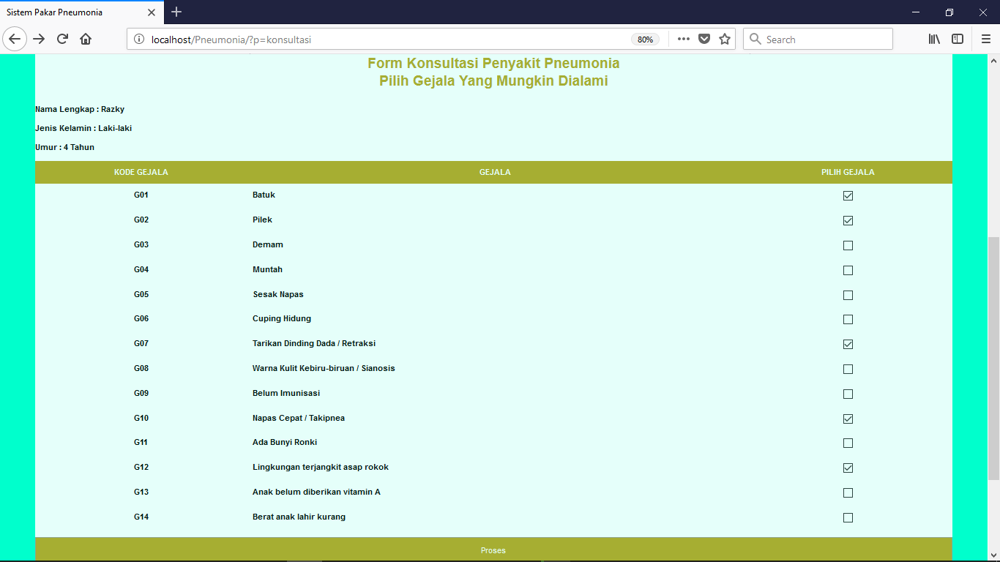 Sistem Pakar Pneumonia
localhost/Pneumonia/?p=konsultasi 80% Search
Form Konsultasi Penyakit Pneumonia
Pilih Gejala Yang Mungkin Dialami
Nama Lengkap : Razky
Jenis Kelamin : Laki-laki
Umur : 4 Tahun
KODE GEJALA GEJALA PILIH GEJALA
G01 Batuk
G02 Pilek
G03 Demam
G04 Muntah
G05 Sesak Napas
G06 Cuping Hidung
G07 Tarikan Dinding Dada / Retraksi
G08 Warna Kulit Kebiru-biruan / Sianosis
G09 Belum Imunisasi
G10 Napas Cepat / Takipnea
G11 Ada Bunyi Ronki
G12 Lingkungan terjangkit asap rokok
G13 Anak belum diberikan vitamin A
G14 Berat anak lahir kurang
Proses